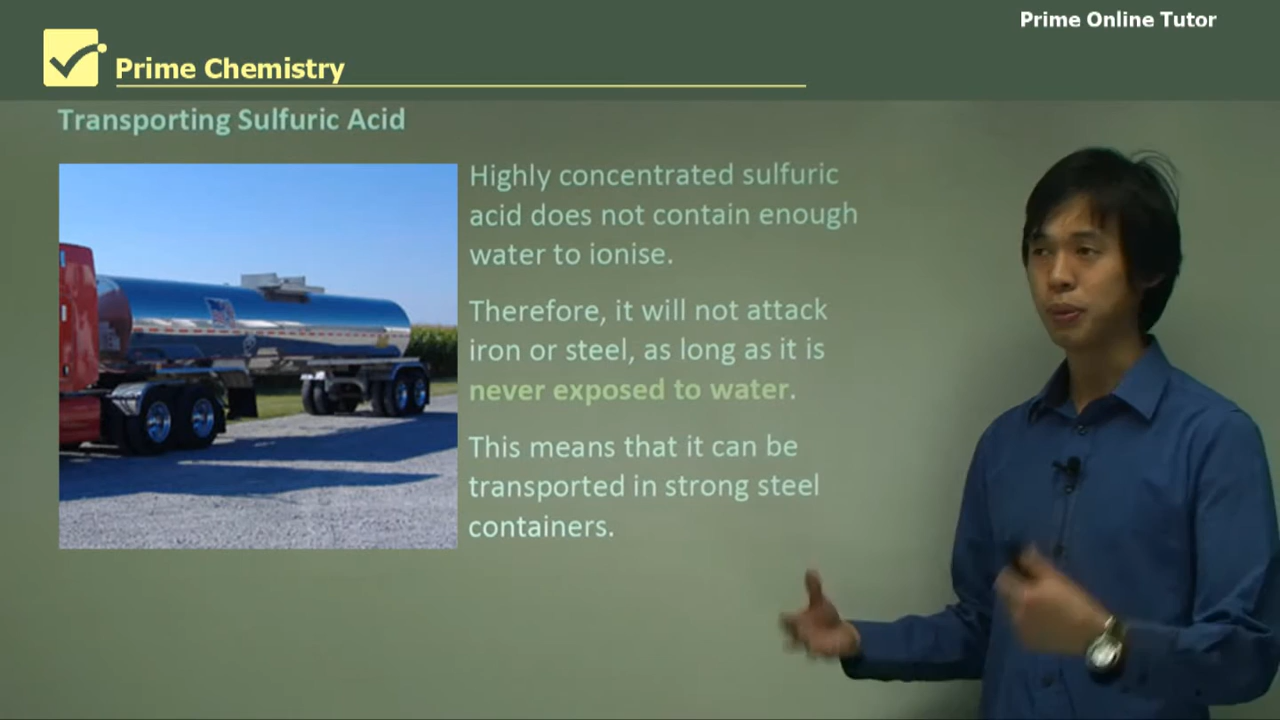 Prime Online Tutor
Prime Chemistry
Transporting Sulfuric Acid
Highly concentrated sulfuric
acid does not contain enough
water to ionise.
Therefore, it will not attack
iron or steel, as long as it is
never exposed to water.
This means that it can be
transported in strong steel
containers.